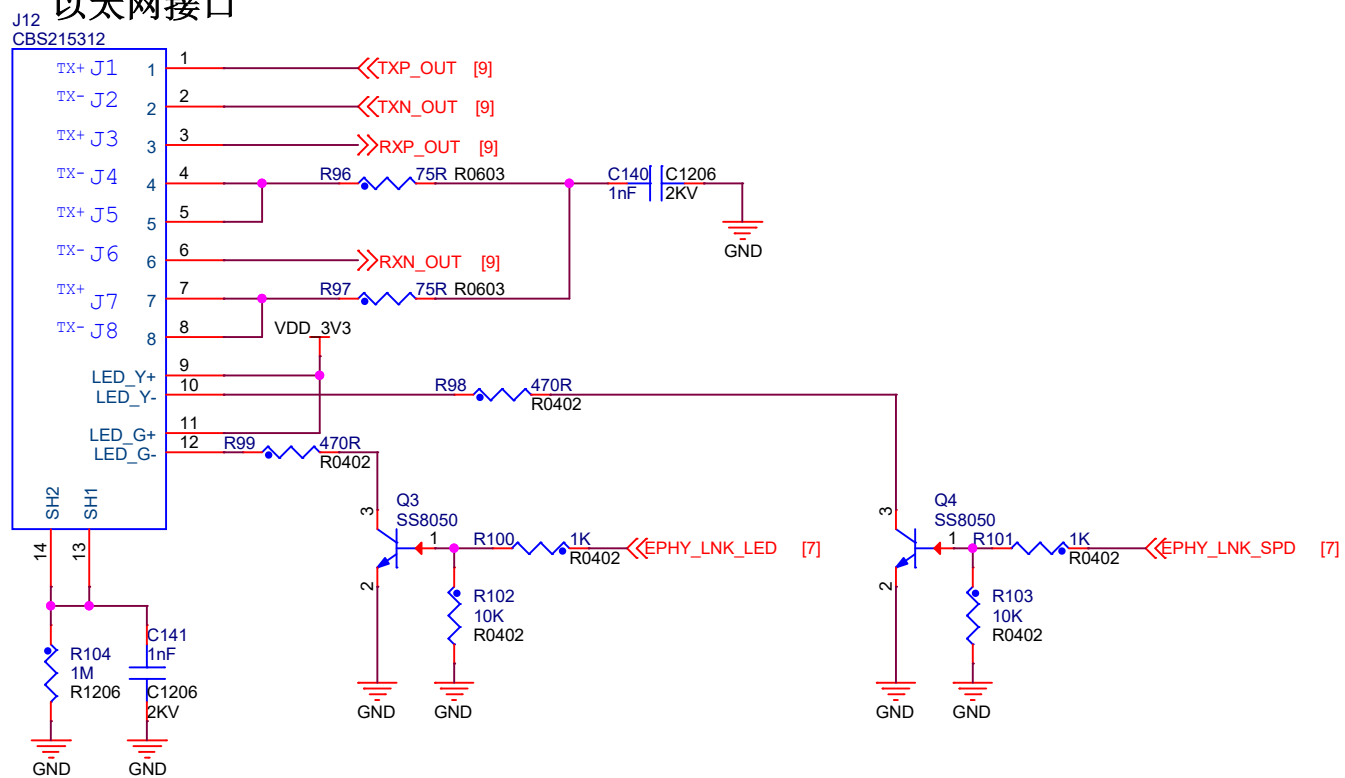 以太网接口
J12
CBS215312
TX+ J1 1 1 TXP_OUT [9]
TX- J2 2 2 TXN_OUT [9]
TX+ J3 3 3 RXP_OUT [9]
TX- J4 4 4 R96 75R R0603 C140 C1206
1nF 2KV
TX+ J5 5 5
GND
TX- J6 6 6 RXN_OUT [9]
TX+ J7 7 7 R97 75R R0603
TX- J8 8 8 VDD_3V3
LED_Y+ 9
LED_Y- 10 R98 470R
R0402
LED_G+ 11
LED_G- 12 R99 470R
R0402
SH2 SH1
14 13
Q3
SS8050
3 1 2
R100 1K
R0402
EPHY_LNK_LED [7]
Q4
SS8050
3 1 2
R101 1K
R0402
EPHY_LNK_SPD [7]
R102
10K
R0402
R103
10K
R0402
R104
1M
R1206
C141
1nF
C1206
2KV
GND GND GND GND
GND GND